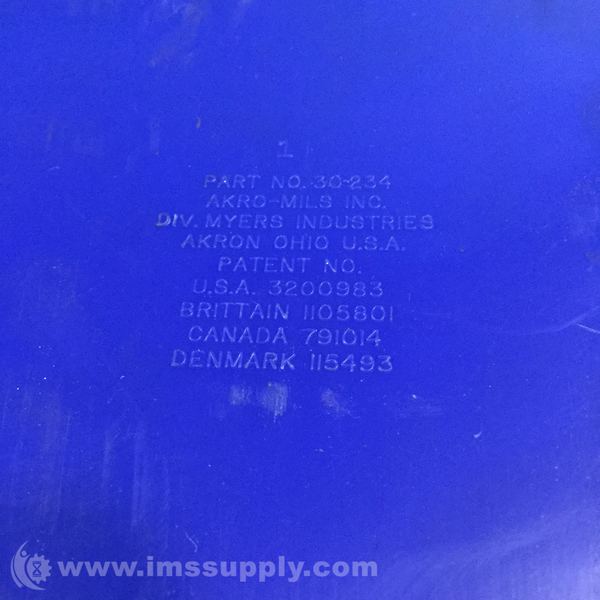 1
PART NO. 30-234
AKRO-MILS INC.
DIV. MYERS INDUSTRIES
AKRON OHIO U.S.A.
PATENT NO.
U.S.A. 3200983
BRITTAIN 1105801
CANADA 791014
DENMARK 115493
www.imssupply.com